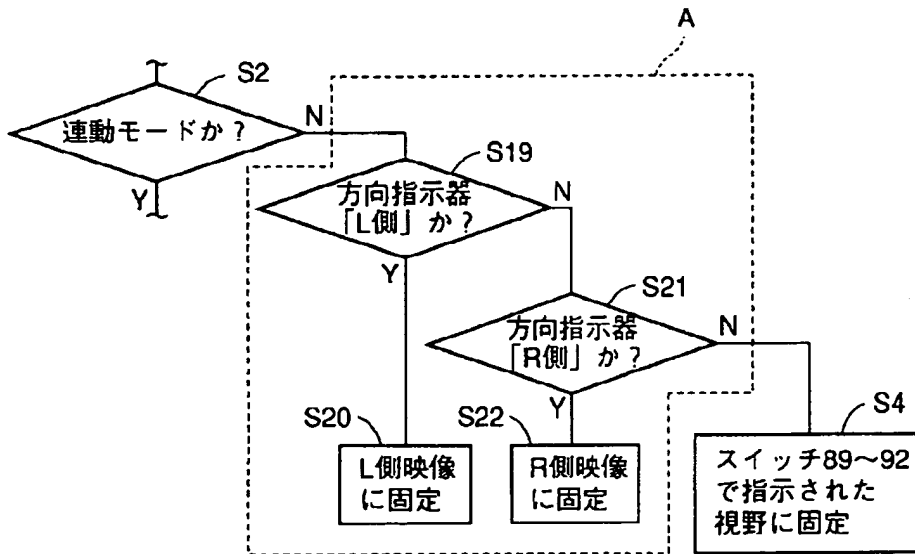 A
S2
連動モードか？
N
Y
S19
方向指示器
「L側」か？
N
Y
S21
方向指示器
「R側」か？
N
Y
S20
L側映像
に固定
S22
R側映像
に固定
S4
スイッチ89～92
で指示された
視野に固定